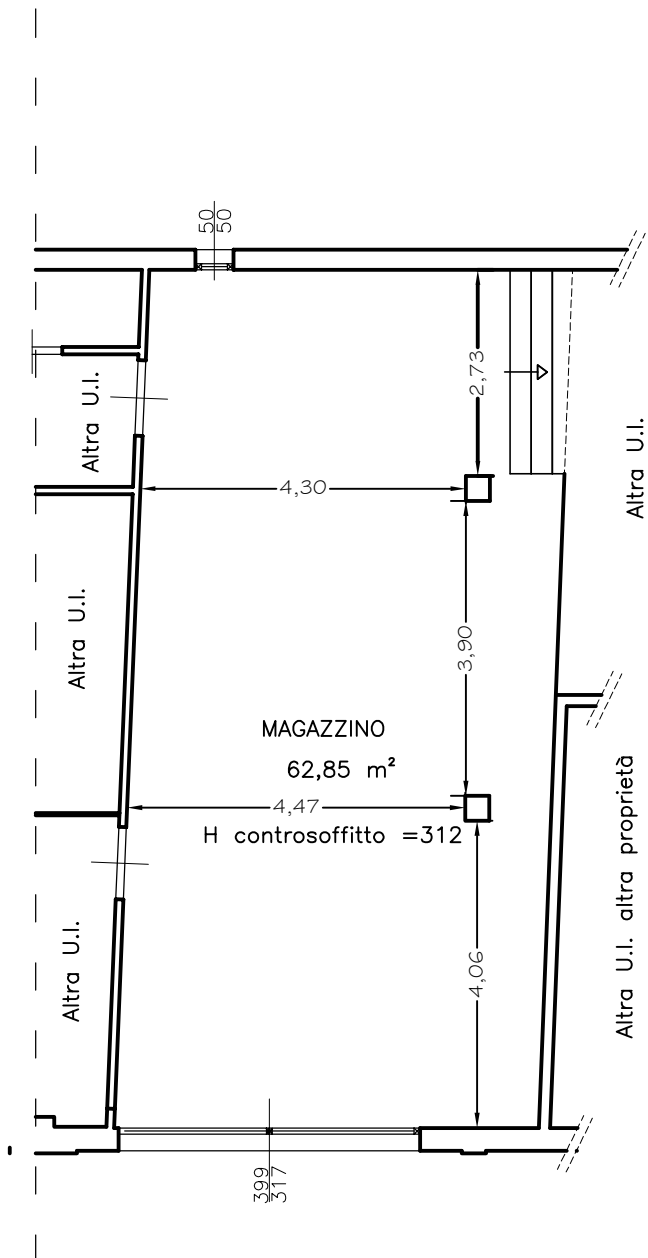 50
50
2,73
Altra U.I.
Altra U.I.
4,30
Altra U.I.
3,90
MAGAZZINO
62,85 m²
4,47
H controsoffitto =312
Altra U.I. altra proprietà
Altra U.I.
4,06
399
317